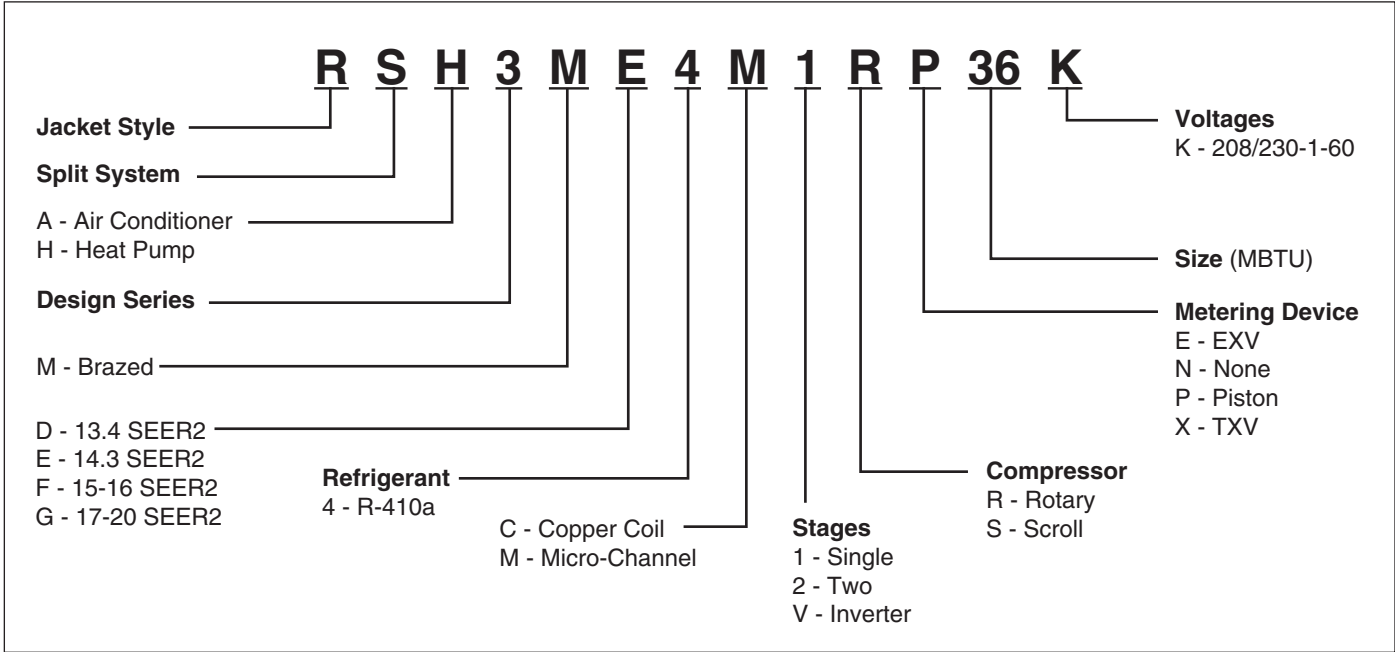 R S H 3 M E 4 M 1 R P 36 K
Jacket Style
Split System
A - Air Conditioner
H - Heat Pump
Design Series
M - Brazed
D - 13.4 SEER2
E - 14.3 SEER2
F - 15-16 SEER2
G - 17-20 SEER2
Refrigerant
4 - R-410a
C - Copper Coil
M - Micro-Channel
Stages
1 - Single
2 - Two
V - Inverter
Compressor
R - Rotary
S - Scroll
Metering Device
E - EXV
N - None
P - Piston
X - TXV
Size (MBTU)
Voltages
K - 208/230-1-60